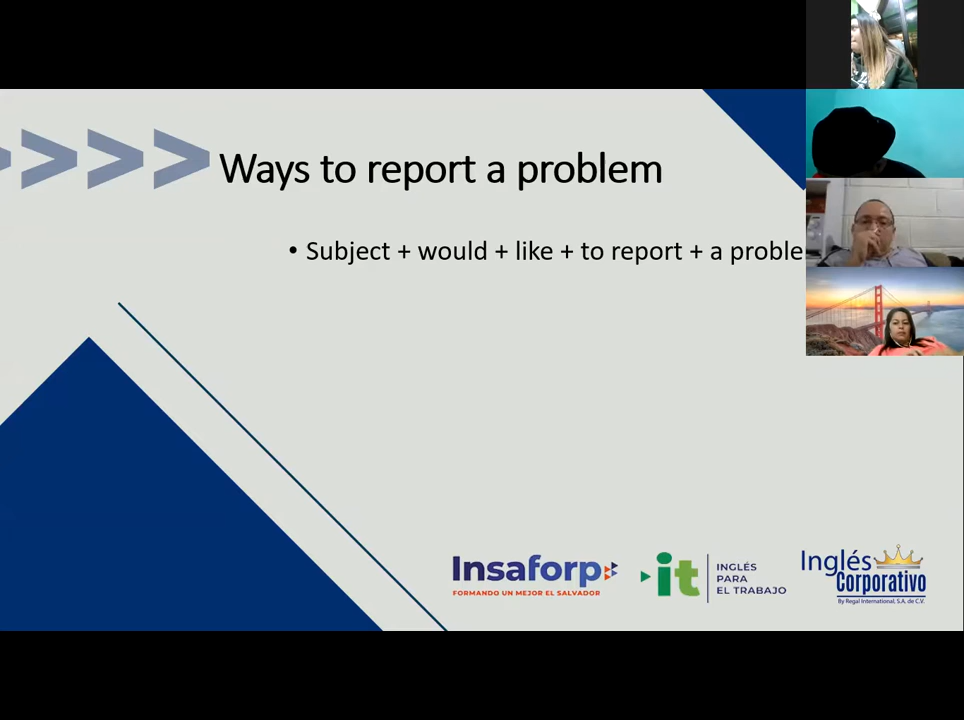 Ways to report a problem
• Subject + would + like + to report + a proble
Insaforp
FORMANDO UN MEJOR EL SALVADOR
it
INGLÉS
PARA
EL TRABAJO
Inglés
Corporativo
By Regal International, S.A. de C.V.